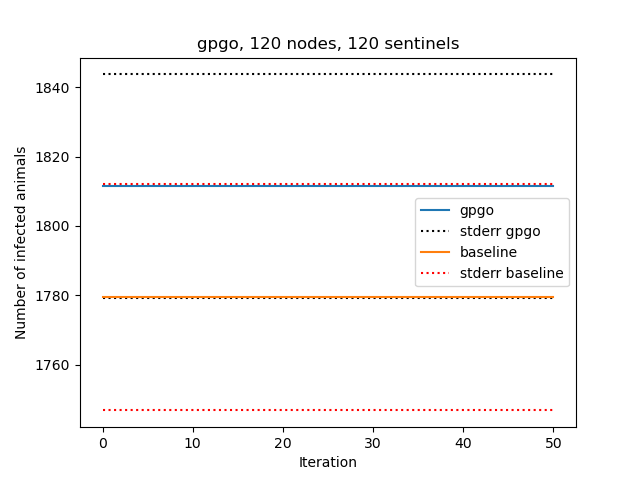 gpgo, 120 nodes, 120 sentinels
1840
1820
1800
1780
1760
Number of infected animals
gpgo
stderr gpgo
baseline
stderr baseline
0 10 20 30 40 50
Iteration